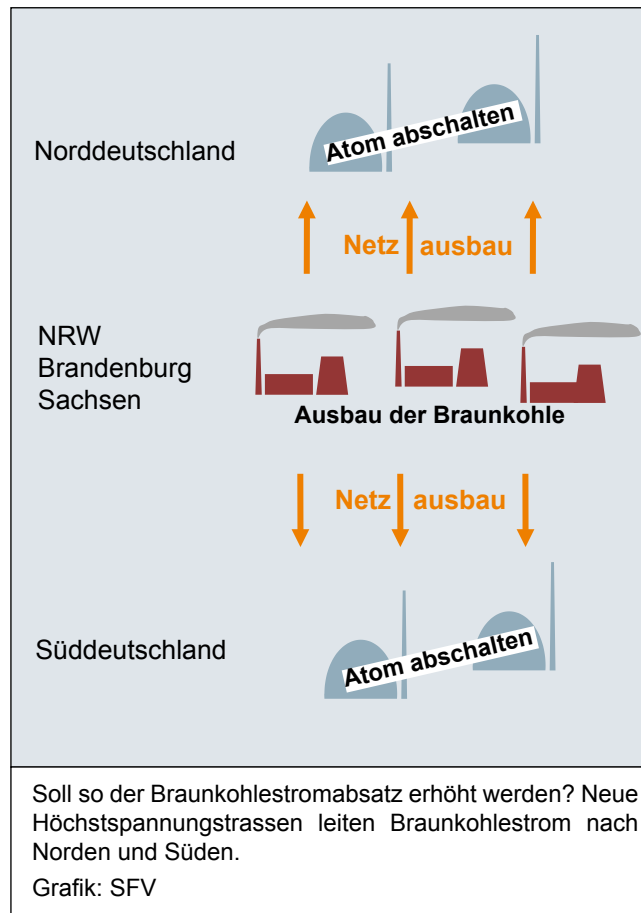 Norddeutschland
Atom abschalten
Netz ausbau
NRW
Brandenburg
Sachsen
Ausbau der Braunkohle
Netz ausbau
Süddeutschland
Atom abschalten
Soll so der Braunkohlestromabsatz erhöht werden? Neue
Höchstspannungstrassen leiten Braunkohlestrom nach
Norden und Süden.
Grafik: SFV